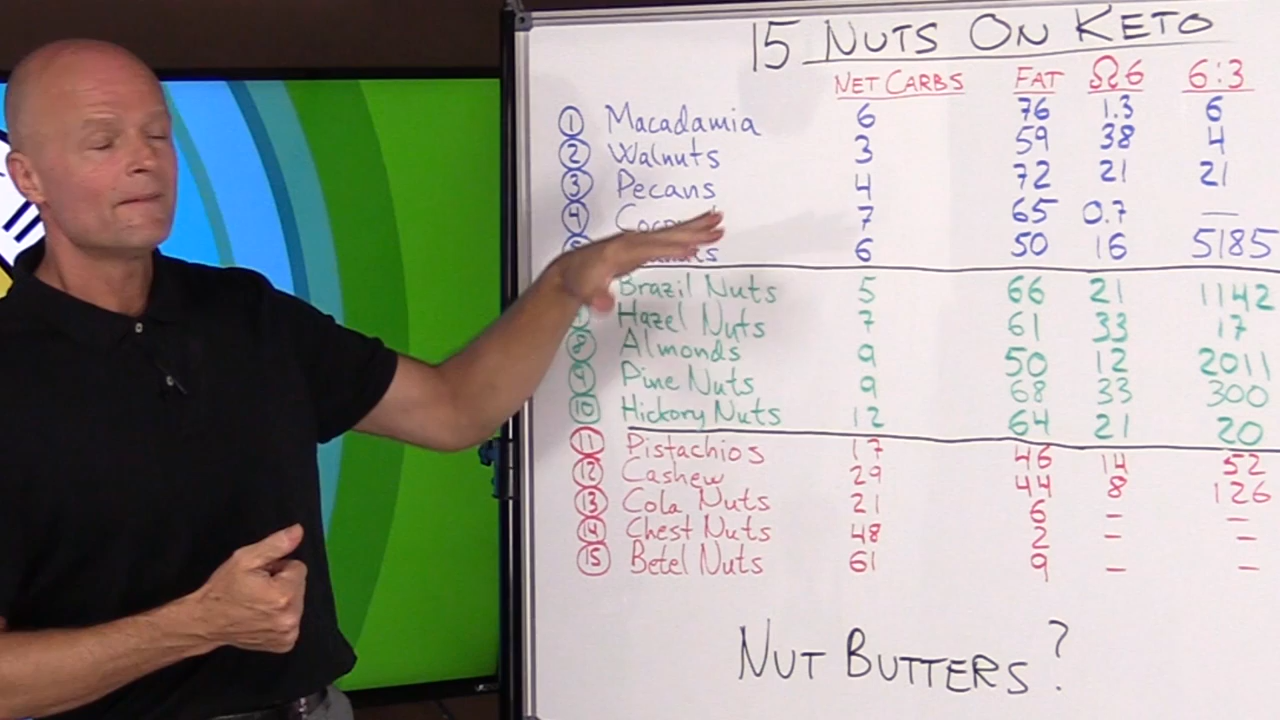 15 NUTS ON KETO
NET CARBS FAT Ω6 6:3
1 Macadamia 6 76 1.3 6
2 Walnuts 3 59 38 4
3 Pecans 4 72 21 21
4 7 65 0.7 —
6 50 16 5185
Brazil Nuts 5 66 21 1142
Hazel Nuts 7 61 33 17
8 Almonds 9 50 12 2011
9 Pine Nuts 9 68 33 300
10 Hickory Nuts 12 64 21 20
11 Pistachios 17 46 14 52
12 Cashew 29 44 8 126
13 Cola Nuts 21 6 – –
14 Chest Nuts 48 2 – –
15 Betel Nuts 61 9 – –
NUT BUTTERS?